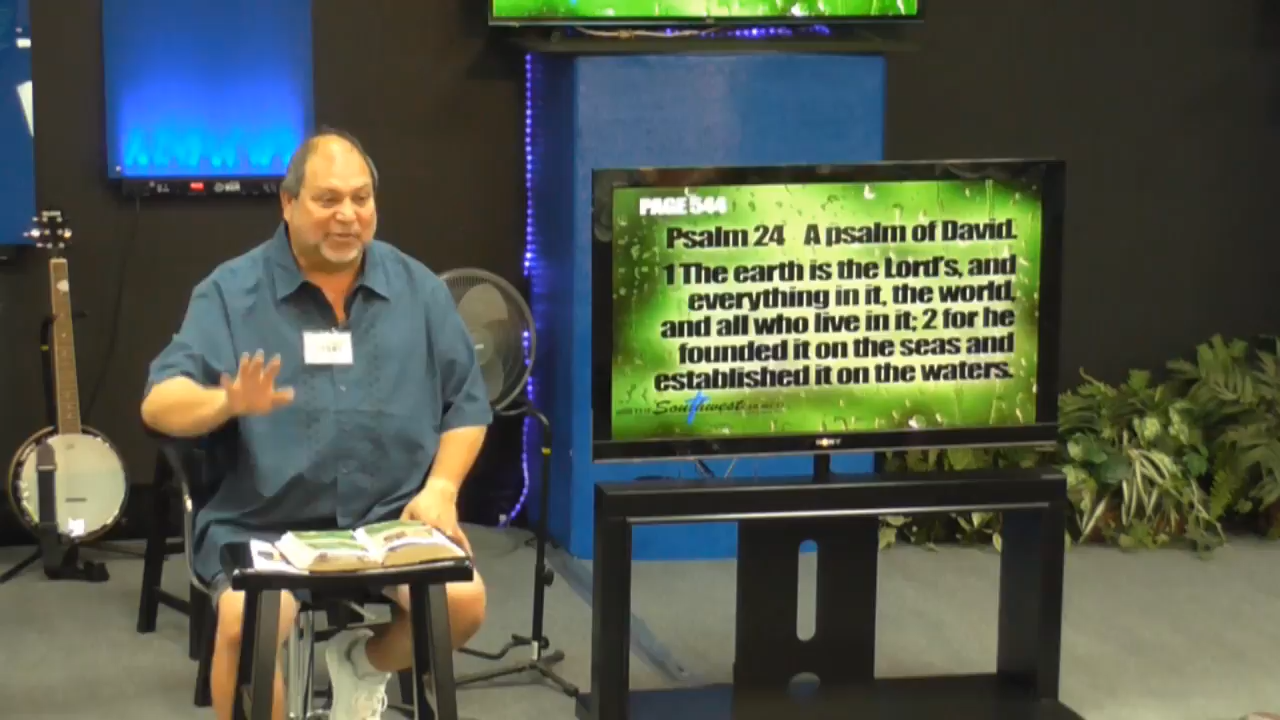 PAGE 544
Psalm 24 A psalm of David.
1 The earth is the Lord's, and
everything in it, the world,
and all who live in it; 2 for he
founded it on the seas and
established it on the waters.
Southwest
SONY